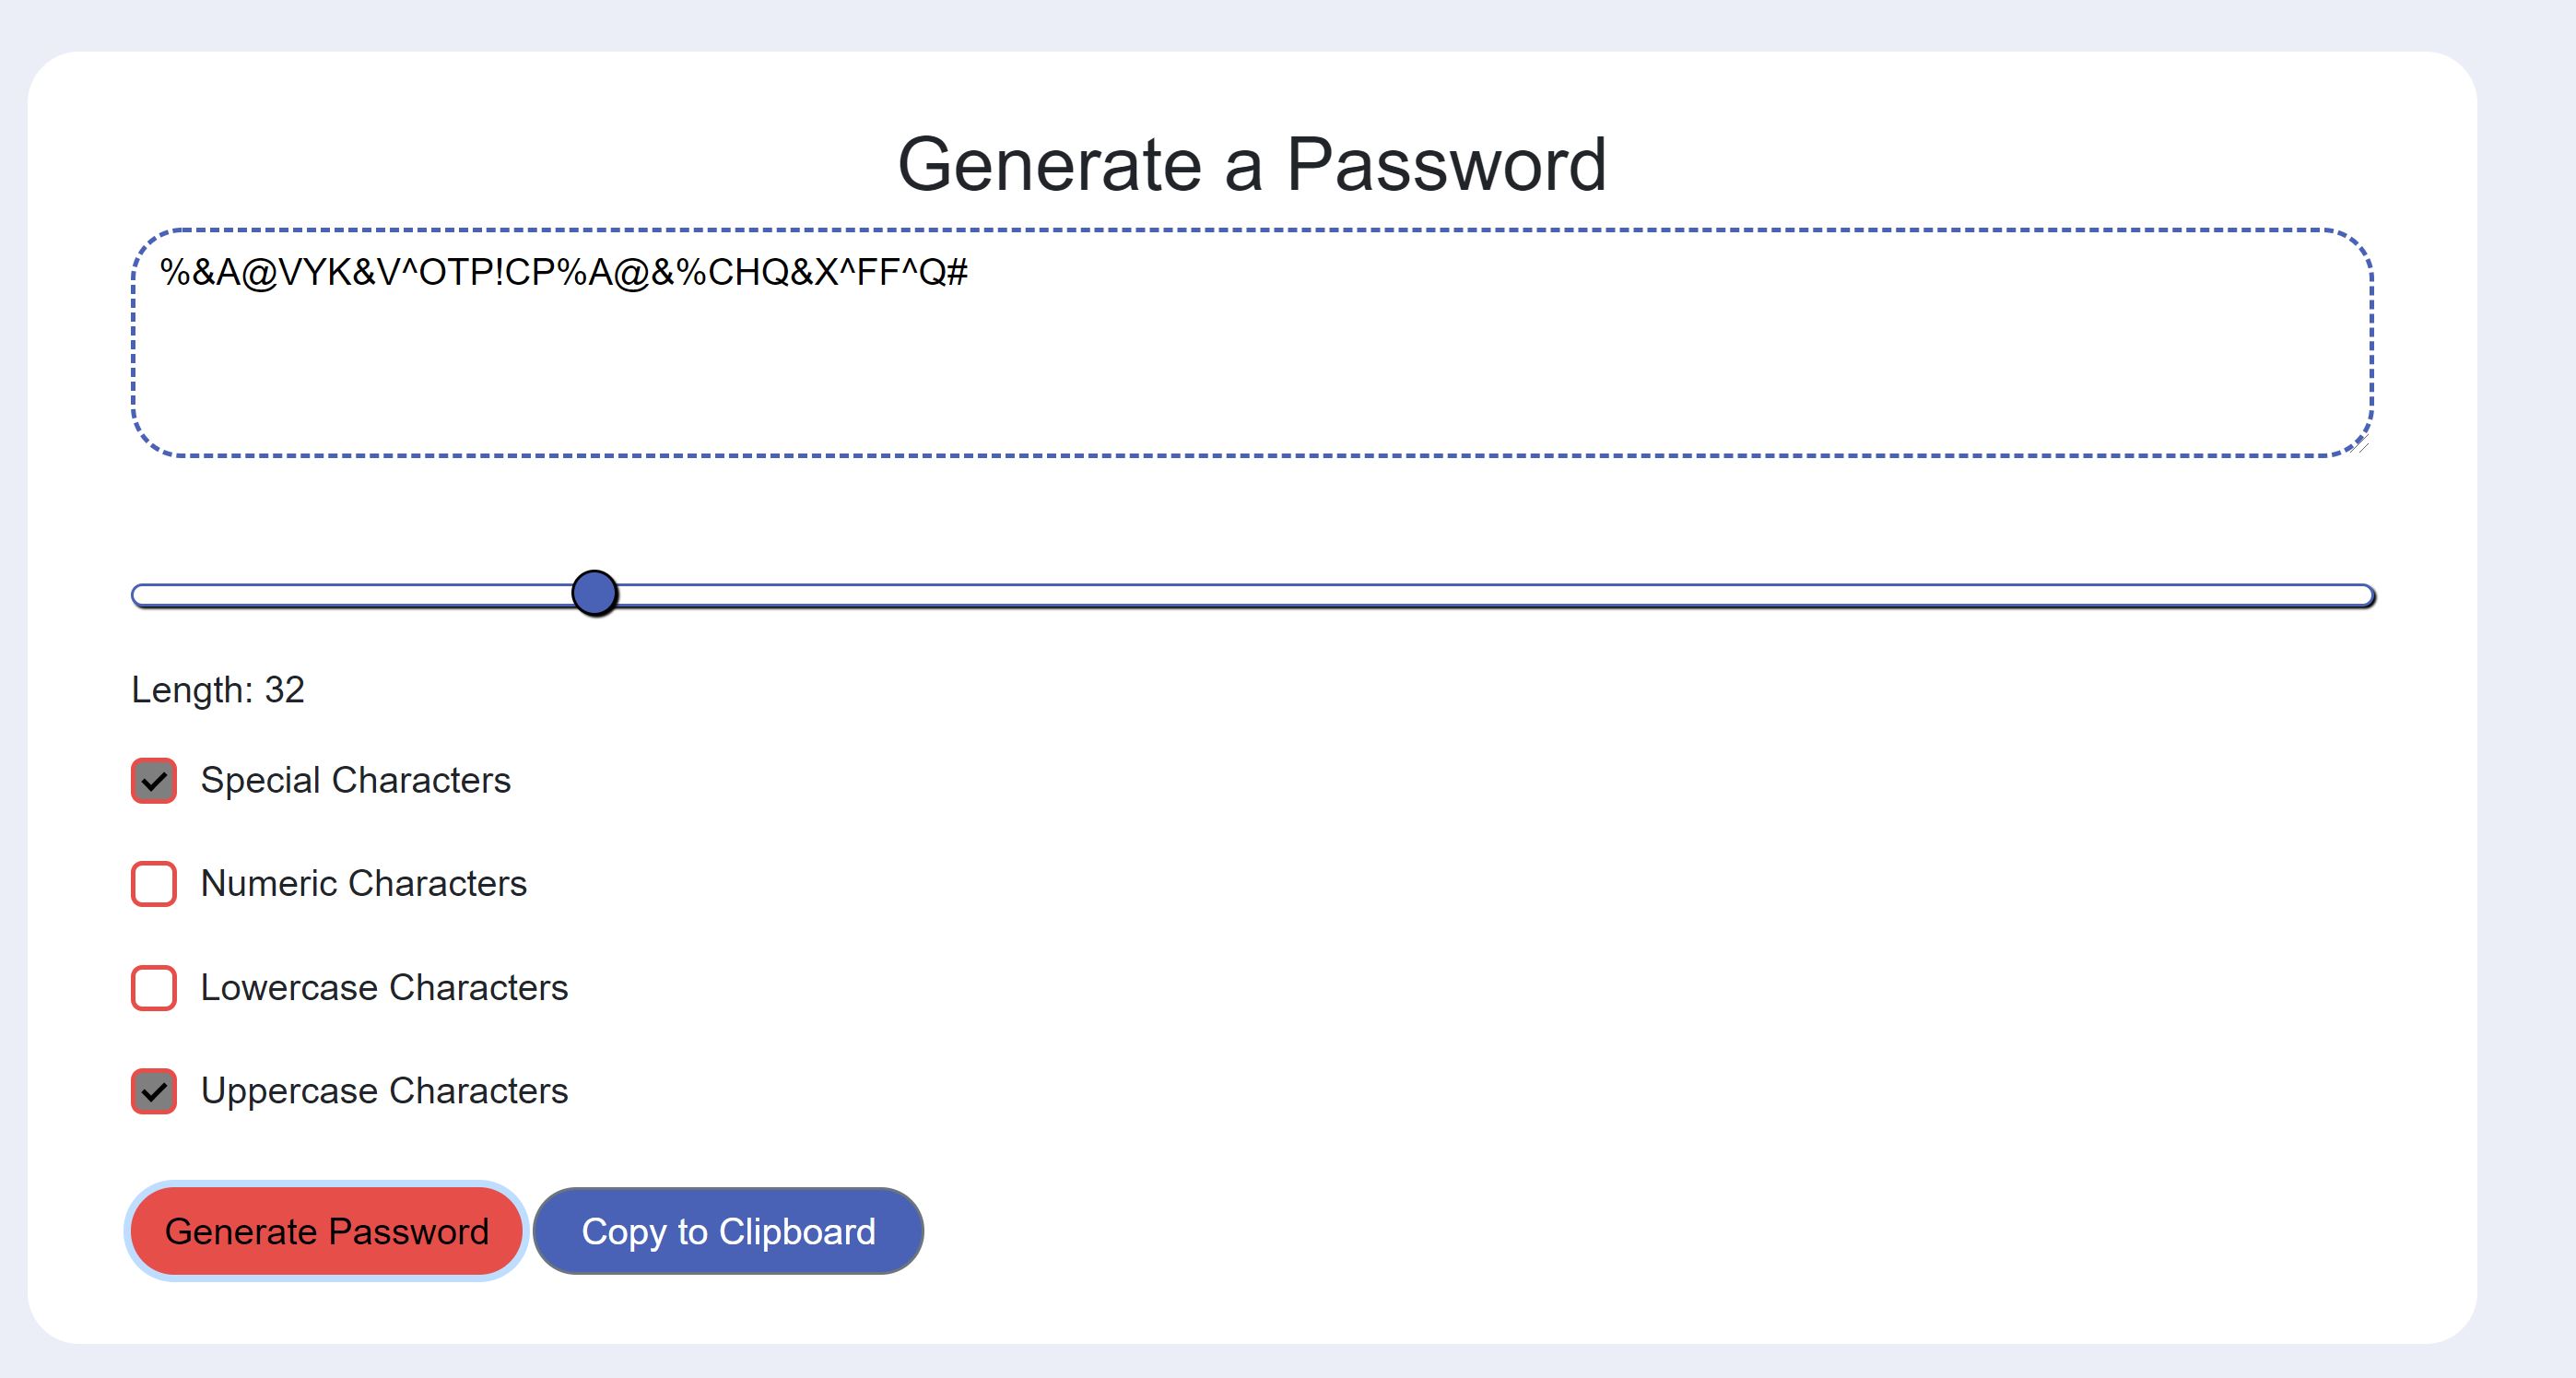 Generate a Password
%&A@VYK&V^OTP!CP%A@&%CHQ&X^FF^Q#
Length: 32
Special Characters
Numeric Characters
Lowercase Characters
Uppercase Characters
Generate Password Copy to Clipboard